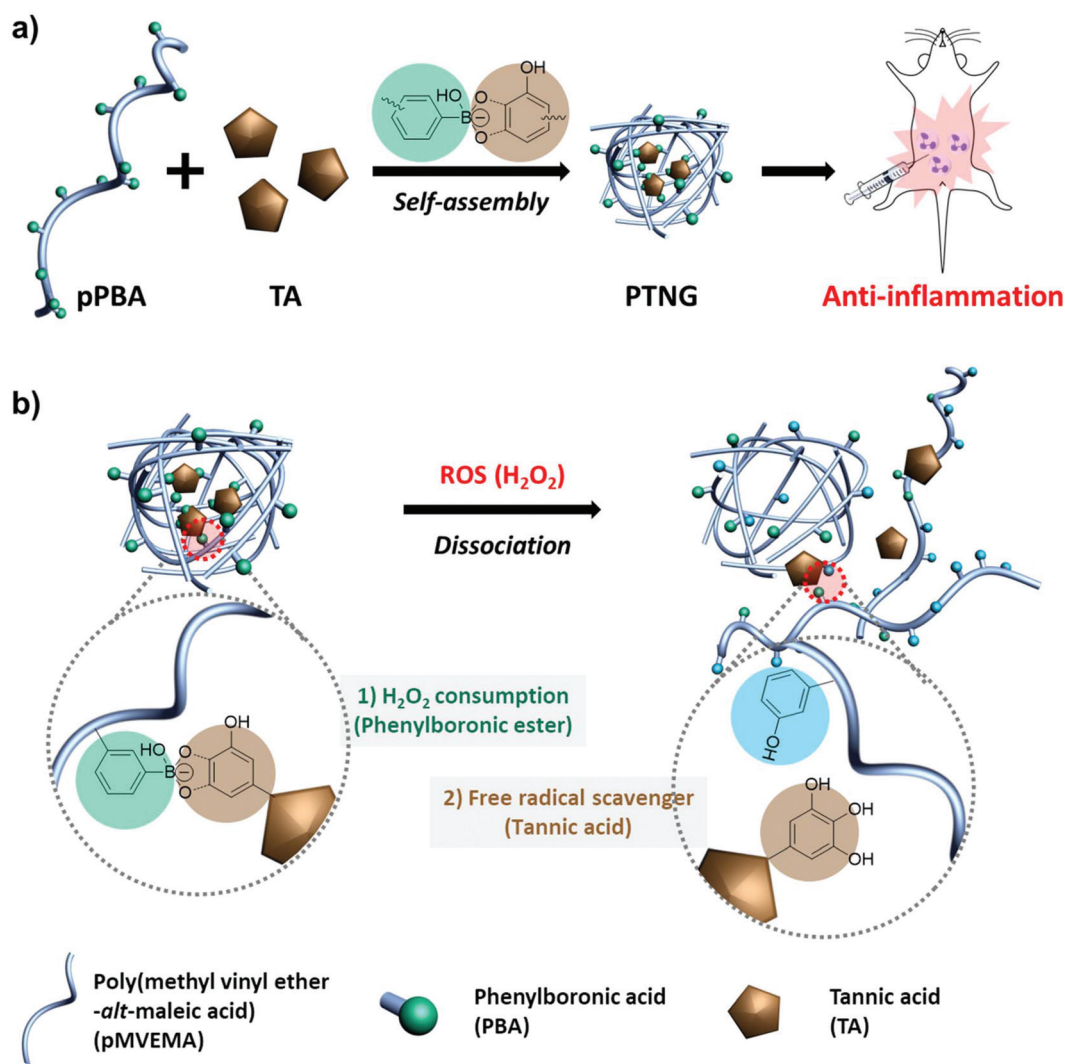 a)
OH
HO
B
O
O
Self-assembly
pPBA
+
TA
PTNG
Anti-inflammation
b)
ROS (H₂O₂)
Dissociation
1) H₂O₂ consumption
(Phenylboronic ester)
OH
HO
B
O
O
2) Free radical scavenger
(Tannic acid)
HO
OH
OH
OH
Poly(methyl vinyl ether
-alt-maleic acid)
(pMVEMA)
Phenylboronic acid
(PBA)
Tannic acid
(TA)